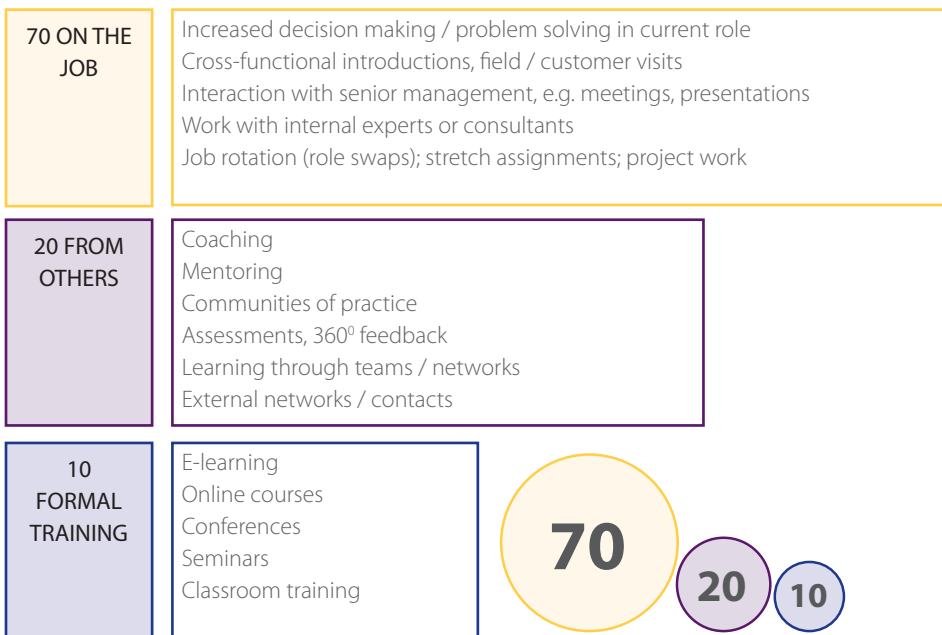 70 ON THE
JOB
Increased decision making / problem solving in current role
Cross-functional introductions, field / customer visits
Interaction with senior management, e.g. meetings, presentations
Work with internal experts or consultants
Job rotation (role swaps); stretch assignments; project work
20 FROM
OTHERS
Coaching
Mentoring
Communities of practice
Assessments, 360⁰ feedback
Learning through teams / networks
External networks / contacts
10
FORMAL
TRAINING
E-learning
Online courses
Conferences
Seminars
Classroom training
70
20
10